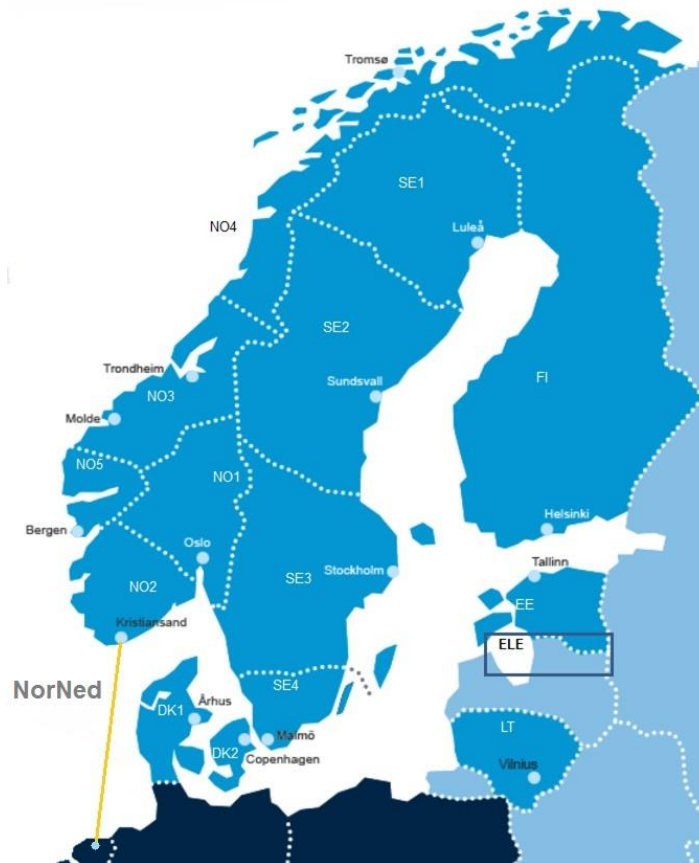 Tromsø
SE1
NO4
Luleå
SE2
Trondheim
FI
Sundsvall
NO3
Molde
NO5
NO1
Bergen
Helsinki
Oslo
Tallinn
Stockholm
SE3
NO2
EE
Kristiansand
ELE
NorNed
SE4
Århus
DK1
LT
Malmö
DK2
Copenhagen
Vilnius